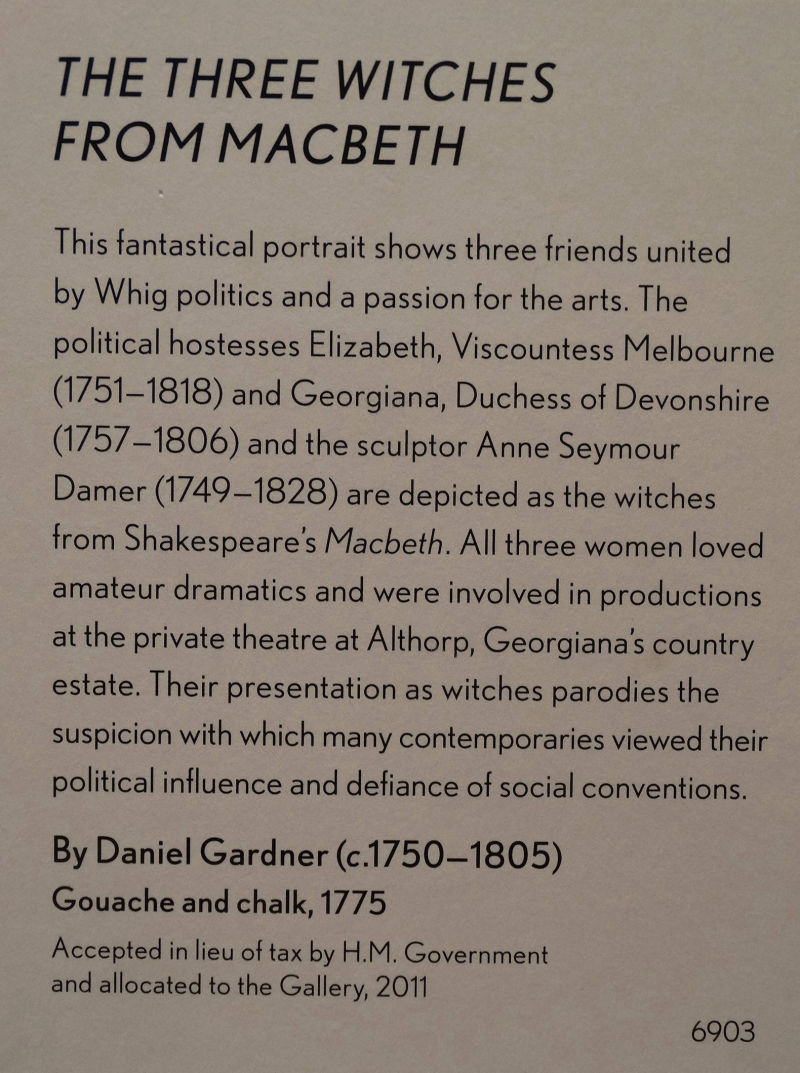 THE THREE WITCHES
FROM MACBETH
This fantastical portrait shows three friends united
by Whig politics and a passion for the arts. The
political hostesses Elizabeth, Viscountess Melbourne
(1751–1818) and Georgiana, Duchess of Devonshire
(1757–1806) and the sculptor Anne Seymour
Damer (1749–1828) are depicted as the witches
from Shakespeare's Macbeth. All three women loved
amateur dramatics and were involved in productions
at the private theatre at Althorp, Georgiana's country
estate. Their presentation as witches parodies the
suspicion with which many contemporaries viewed their
political influence and defiance of social conventions.
By Daniel Gardner (c.1750–1805)
Gouache and chalk, 1775
Accepted in lieu of tax by H.M. Government
and allocated to the Gallery, 2011
6903